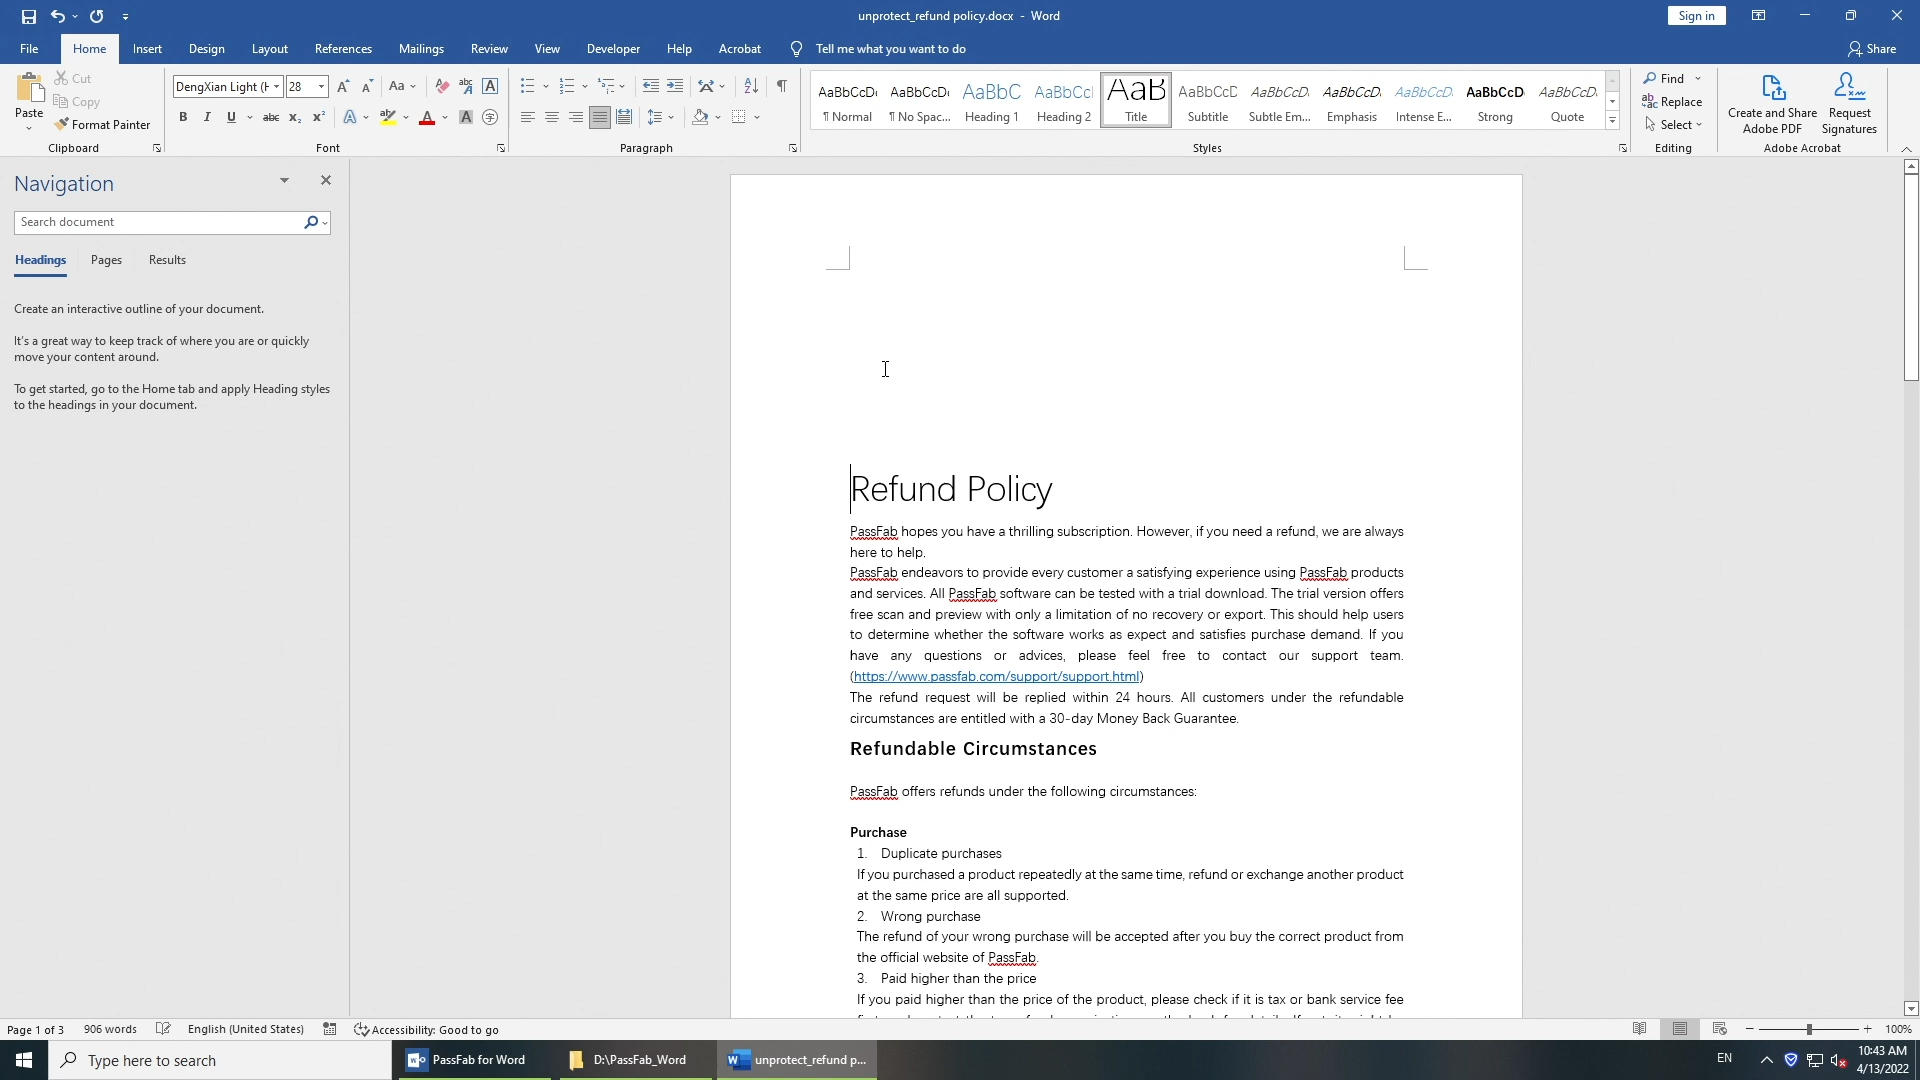 unprotect_refund policy.docx - Word
Sign in
File Home Insert Design Layout References Mailings Review View Developer Help Acrobat Tell me what you want to do Share
Paste
Cut
Copy
Format Painter
Clipboard
DengXian Light (H 28
Aa
abc
A
B I U abc x₂ x² A A A
Font
Paragraph
AaBbCcDc AaBbCcDc AaBbC AaBbCcl AaB AaBbCcD AaBbCcD. AaBbCcD. AaBbCcD. AaBbCcD AaBbCcD.
¶ Normal ¶ No Spac... Heading 1 Heading 2 Title Subtitle Subtle Em... Emphasis Intense E... Strong Quote
Styles
Find
Replace
Select
Editing
Create and Share
Adobe PDF
Request
Signatures
Adobe Acrobat
Navigation
Search document
Headings Pages Results
Create an interactive outline of your document.
It's a great way to keep track of where you are or quickly
move your content around.
To get started, go to the Home tab and apply Heading styles
to the headings in your document.
Refund Policy
PassFab hopes you have a thrilling subscription. However, if you need a refund, we are always
here to help.
PassFab endeavors to provide every customer a satisfying experience using PassFab products
and services. All PassFab software can be tested with a trial download. The trial version offers
free scan and preview with only a limitation of no recovery or export. This should help users
to determine whether the software works as expect and satisfies purchase demand. If you
have any questions or advices, please feel free to contact our support team.
(https://www.passfab.com/support/support.html)
The refund request will be replied within 24 hours. All customers under the refundable
circumstances are entitled with a 30-day Money Back Guarantee.
Refundable Circumstances
PassFab offers refunds under the following circumstances:
Purchase
1. Duplicate purchases
If you purchased a product repeatedly at the same time, refund or exchange another product
at the same price are all supported.
2. Wrong purchase
The refund of your wrong purchase will be accepted after you buy the correct product from
the official website of PassFab.
3. Paid higher than the price
If you paid higher than the price of the product, please check if it is tax or bank service fee
Page 1 of 3 906 words English (United States) Accessibility: Good to go 100%
Type here to search
PassFab for Word
D:\PassFab_Word
unprotect_refund p...
EN
10:43 AM
4/13/2022